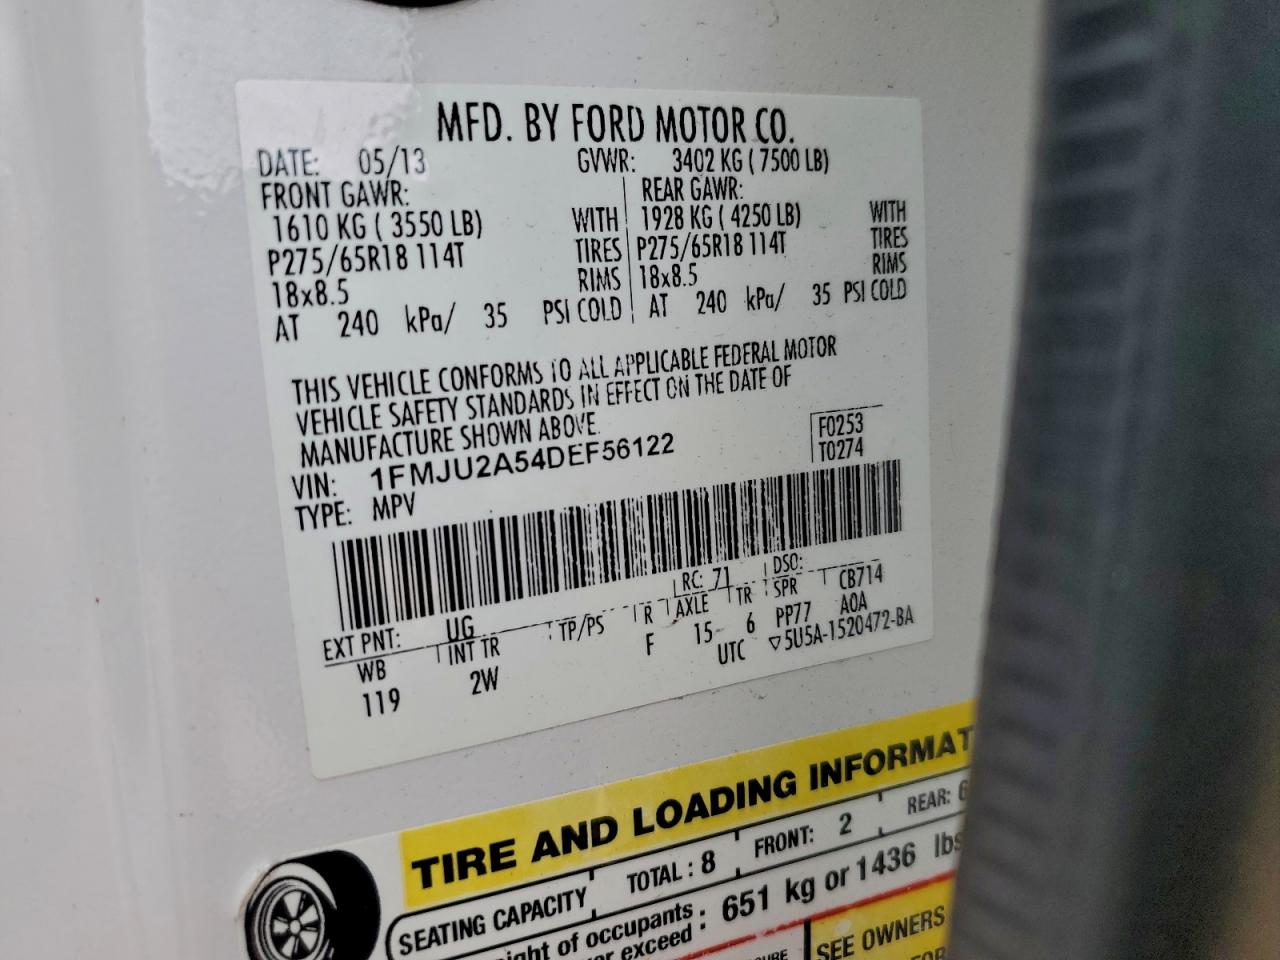 MFD. BY FORD MOTOR CO.
DATE: 05/13 GVWR: 3402 KG ( 7500 LB)
FRONT GAWR: REAR GAWR:
1610 KG ( 3550 LB) WITH 1928 KG ( 4250 LB) WITH
P275/65R18 114T TIRES P275/65R18 114T TIRES
18x8.5 RIMS 18x8.5 RIMS
AT 240 kPa/ 35 PSI COLD AT 240 kPa/ 35 PSI COLD
THIS VEHICLE CONFORMS TO ALL APPLICABLE FEDERAL MOTOR
VEHICLE SAFETY STANDARDS IN EFFECT ON THE DATE OF
MANUFACTURE SHOWN ABOVE.
VIN: 1FMJU2A54DEF56122 F0253
TYPE: MPV T0274
EXT PNT: UG RC: 71 DSO:
WB INT TR TP/PS R AXLE TR SPR CB714
119 2W F 15 6 PP77 A0A
UTC ▽5U5A-1520472-BA
TIRE AND LOADING INFORMAT
SEATING CAPACITY TOTAL : 8 FRONT: 2 REAR: 6
ight of occupants
or exceed : 651 kg or 1436 lbs
SEE OWNERS